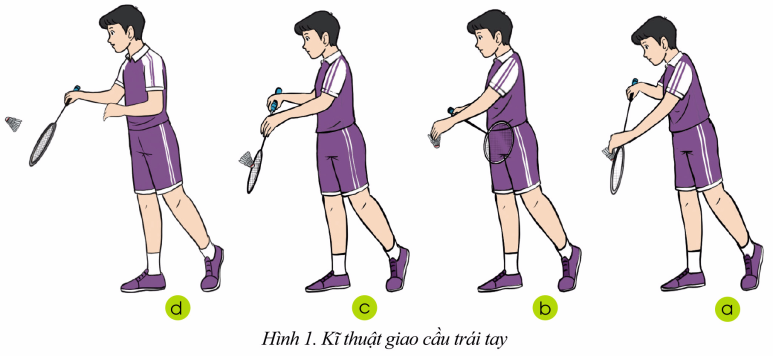 d c b a
Hình 1. Kĩ thuật giao cầu trái tay